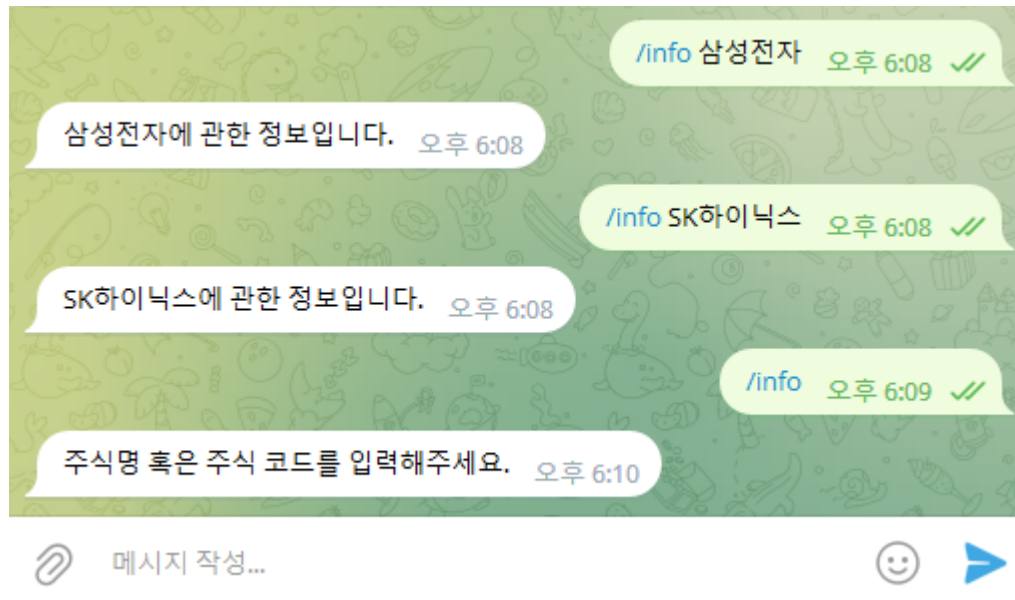 /info 삼성전자 오후 6:08
삼성전자에 관한 정보입니다. 오후 6:08
/info SK하이닉스 오후 6:08
SK하이닉스에 관한 정보입니다. 오후 6:08
/info 오후 6:09
주식명 혹은 주식 코드를 입력해주세요. 오후 6:10
메시지 작성...